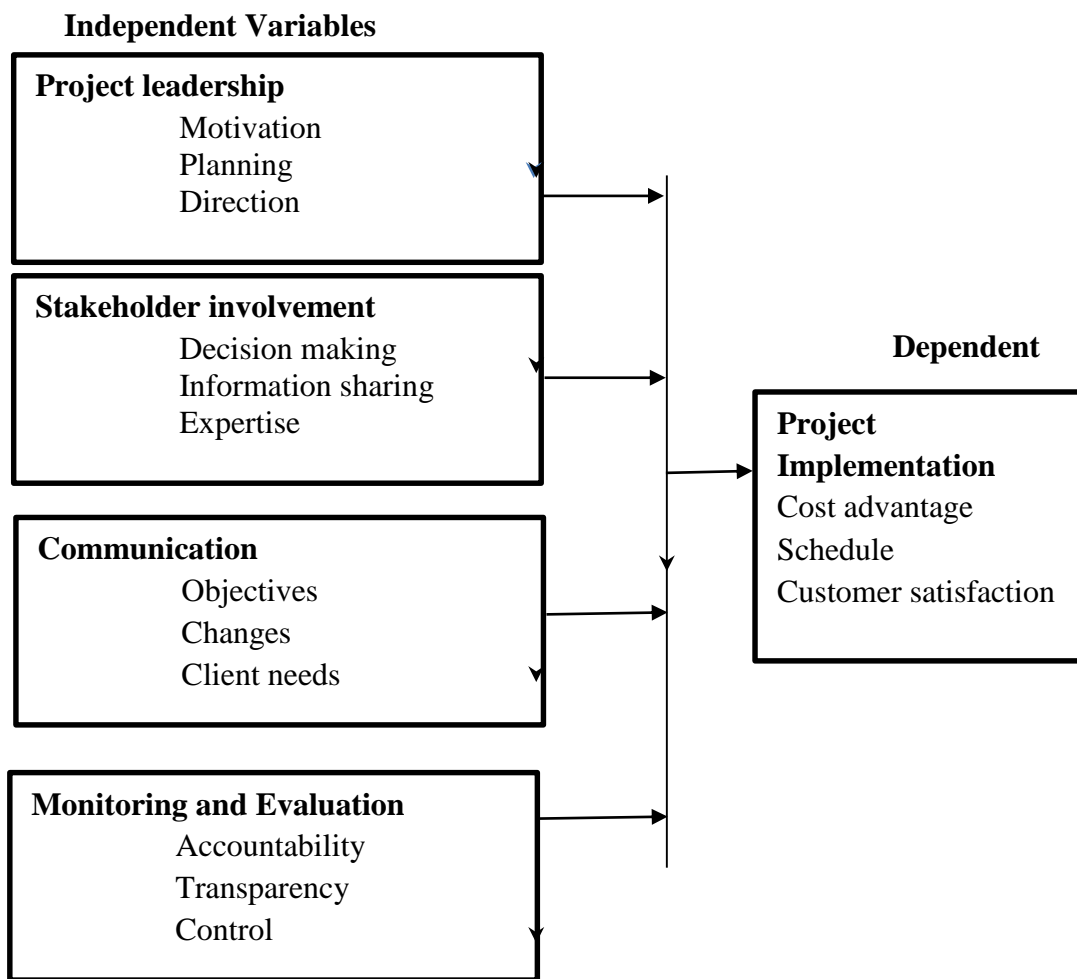 Independent Variables
Project leadership
Motivation
Planning
Direction
Stakeholder involvement
Decision making
Information sharing
Expertise
Communication
Objectives
Changes
Client needs
Monitoring and Evaluation
Accountability
Transparency
Control
Dependent
Project
Implementation
Cost advantage
Schedule
Customer satisfaction